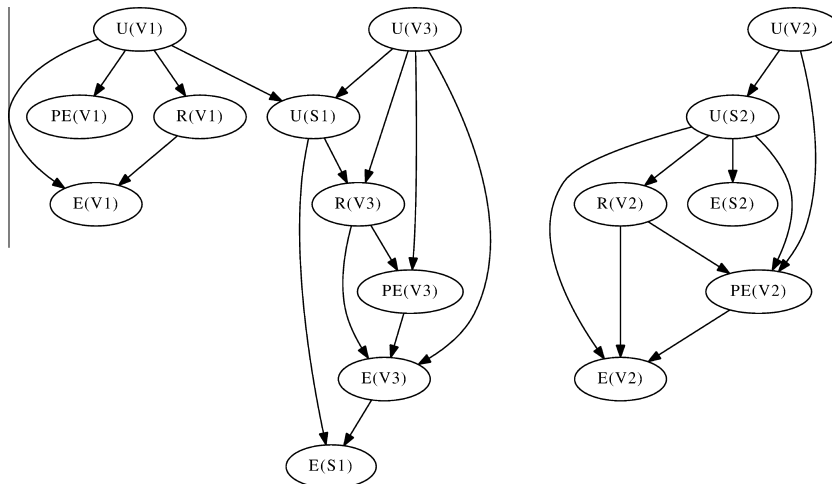 U(V1)
U(V3)
U(V2)
PE(V1)
R(V1)
U(S1)
U(S2)
E(V1)
R(V3)
R(V2)
E(S2)
PE(V3)
PE(V2)
E(V3)
E(V2)
E(S1)